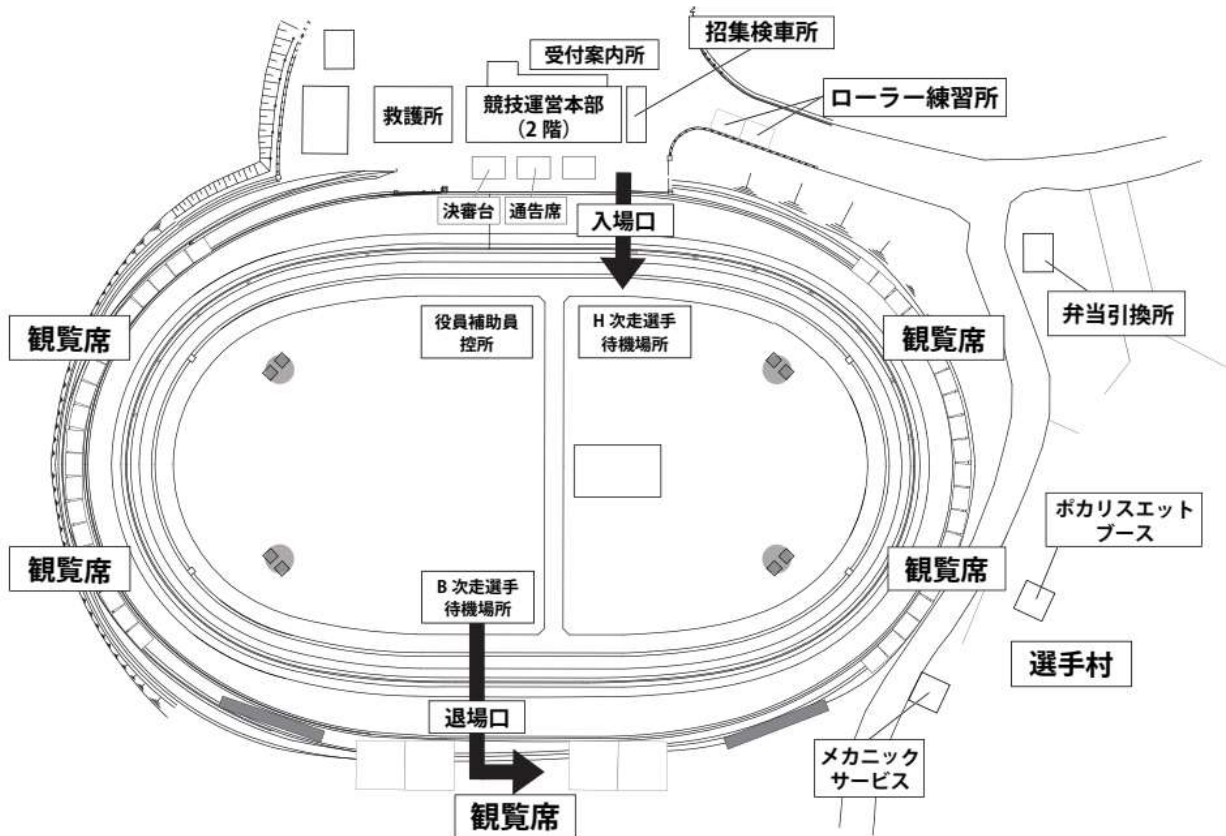 招集検車所
受付案内所
ローラー練習所
救護所
競技運営本部
(2 階)
決審台
通告席
入場口
弁当引換所
観覧席
役員補助員
控所
H 次走選手
待機場所
観覧席
ポカリスエット
ブース
観覧席
B 次走選手
待機場所
観覧席
選手村
退場口
メカニック
サービス
観覧席